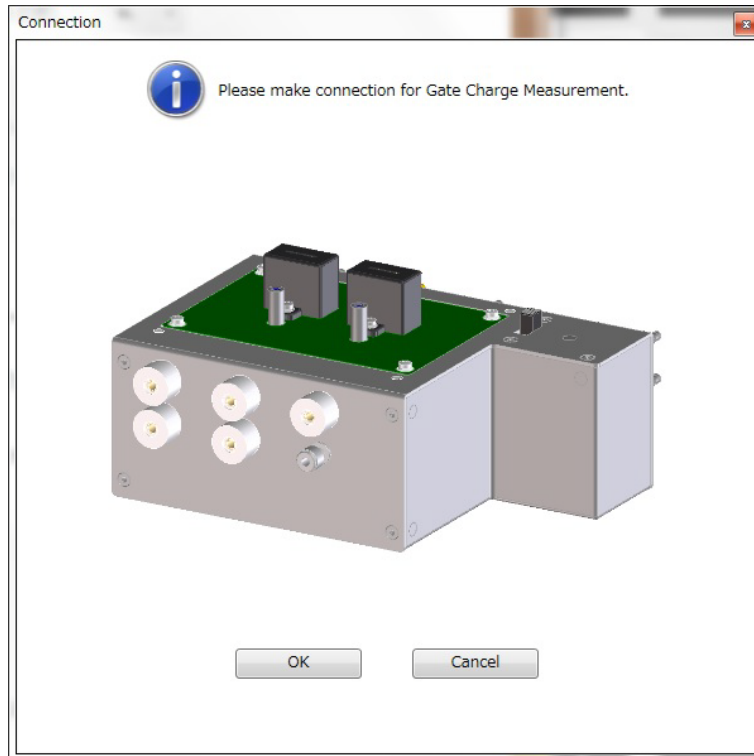 Connection
Please make connection for Gate Charge Measurement.
OK
Cancel